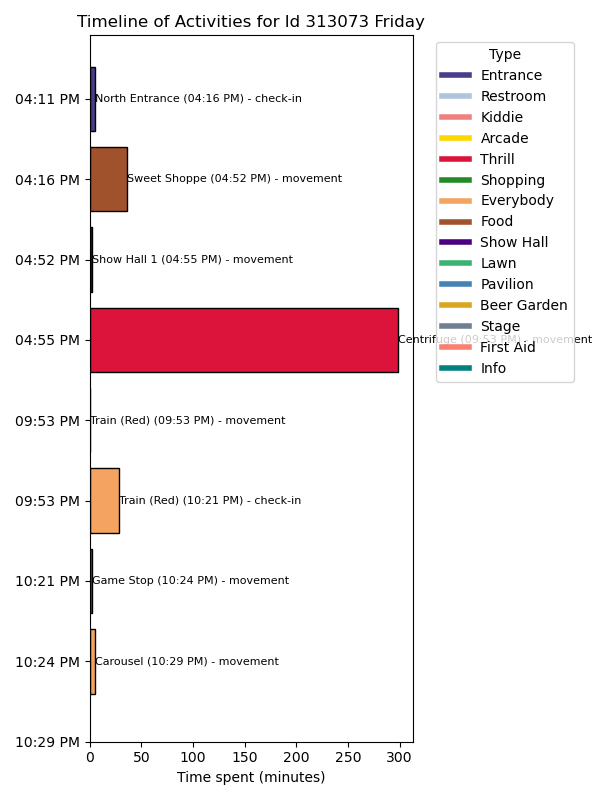 Timeline of Activities for Id 313073 Friday
04:11 PM
North Entrance (04:16 PM) - check-in
04:16 PM
Sweet Shoppe (04:52 PM) - movement
04:52 PM
Show Hall 1 (04:55 PM) - movement
04:55 PM
Centrifuge (09:53 PM) - movement
09:53 PM
Train (Red) (09:53 PM) - movement
09:53 PM
Train (Red) (10:21 PM) - check-in
10:21 PM
Game Stop (10:24 PM) - movement
10:24 PM
Carousel (10:29 PM) - movement
10:29 PM
0 50 100 150 200 250 300
Time spent (minutes)
Type
Entrance
Restroom
Kiddie
Arcade
Thrill
Shopping
Everybody
Food
Show Hall
Lawn
Pavilion
Beer Garden
Stage
First Aid
Info